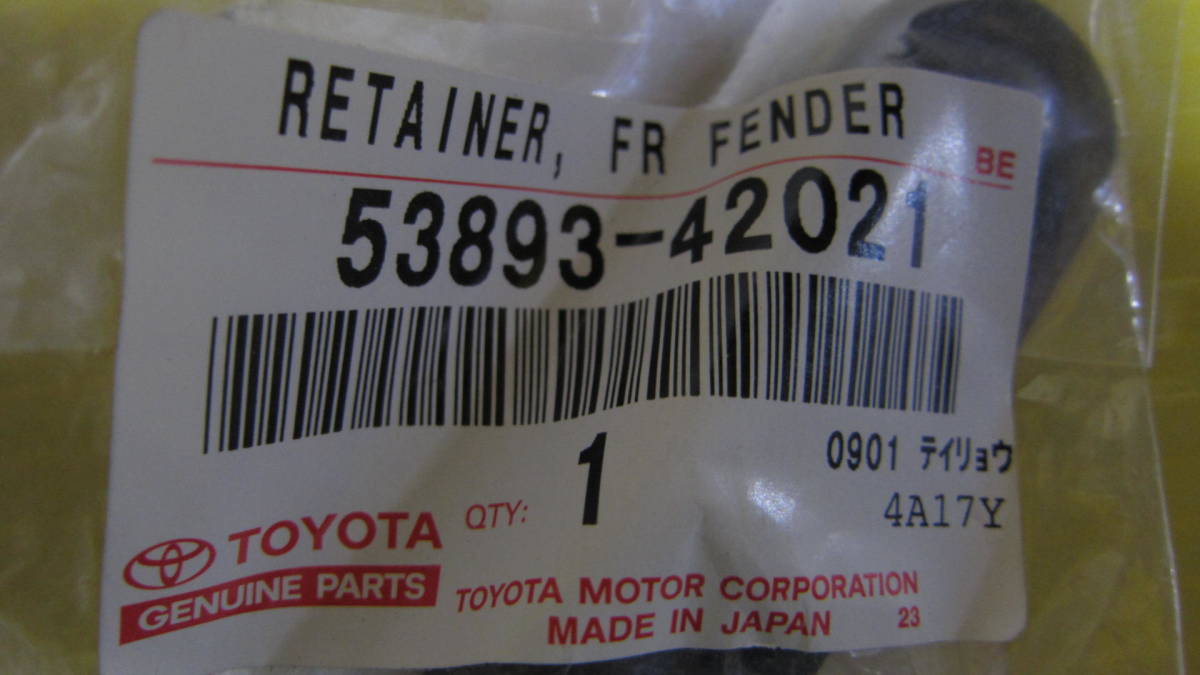 RETAINER, FR FENDER
BE
53893-42021
QTY: 1
0901 テイリョウ
4A17Y
TOYOTA
GENUINE PARTS
TOYOTA MOTOR CORPORATION
MADE IN JAPAN 23